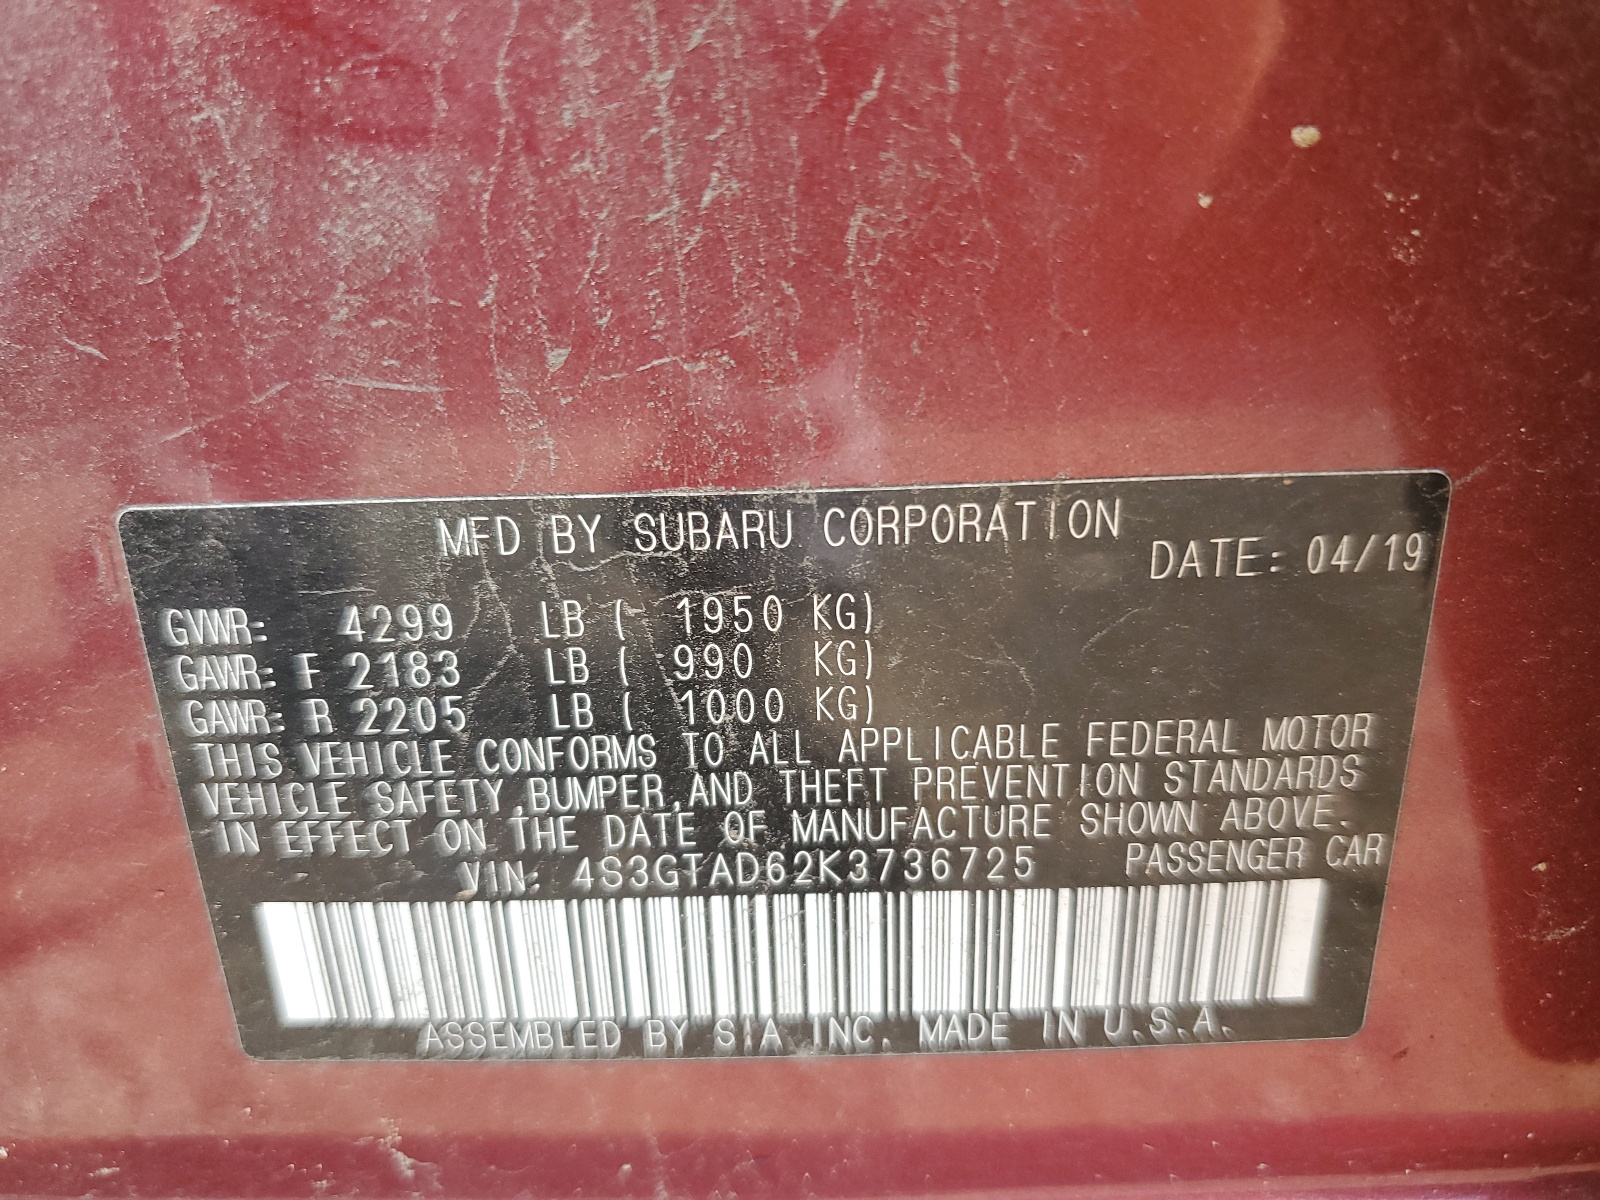 MFD BY SUBARU CORPORATION
DATE: 04/19
GVWR: 4299 LB ( 1950 KG)
GAWR: F 2183 LB ( 990 KG)
GAWR: R 2205 LB ( 1000 KG)
THIS VEHICLE CONFORMS TO ALL APPLICABLE FEDERAL MOTOR
VEHICLE SAFETY,BUMPER,AND THEFT PREVENTION STANDARDS
IN EFFECT ON THE DATE OF MANUFACTURE SHOWN ABOVE.
VIN: 4S3GTAD62K3736725 PASSENGER CAR
ASSEMBLED BY SIA INC. MADE IN U.S.A.